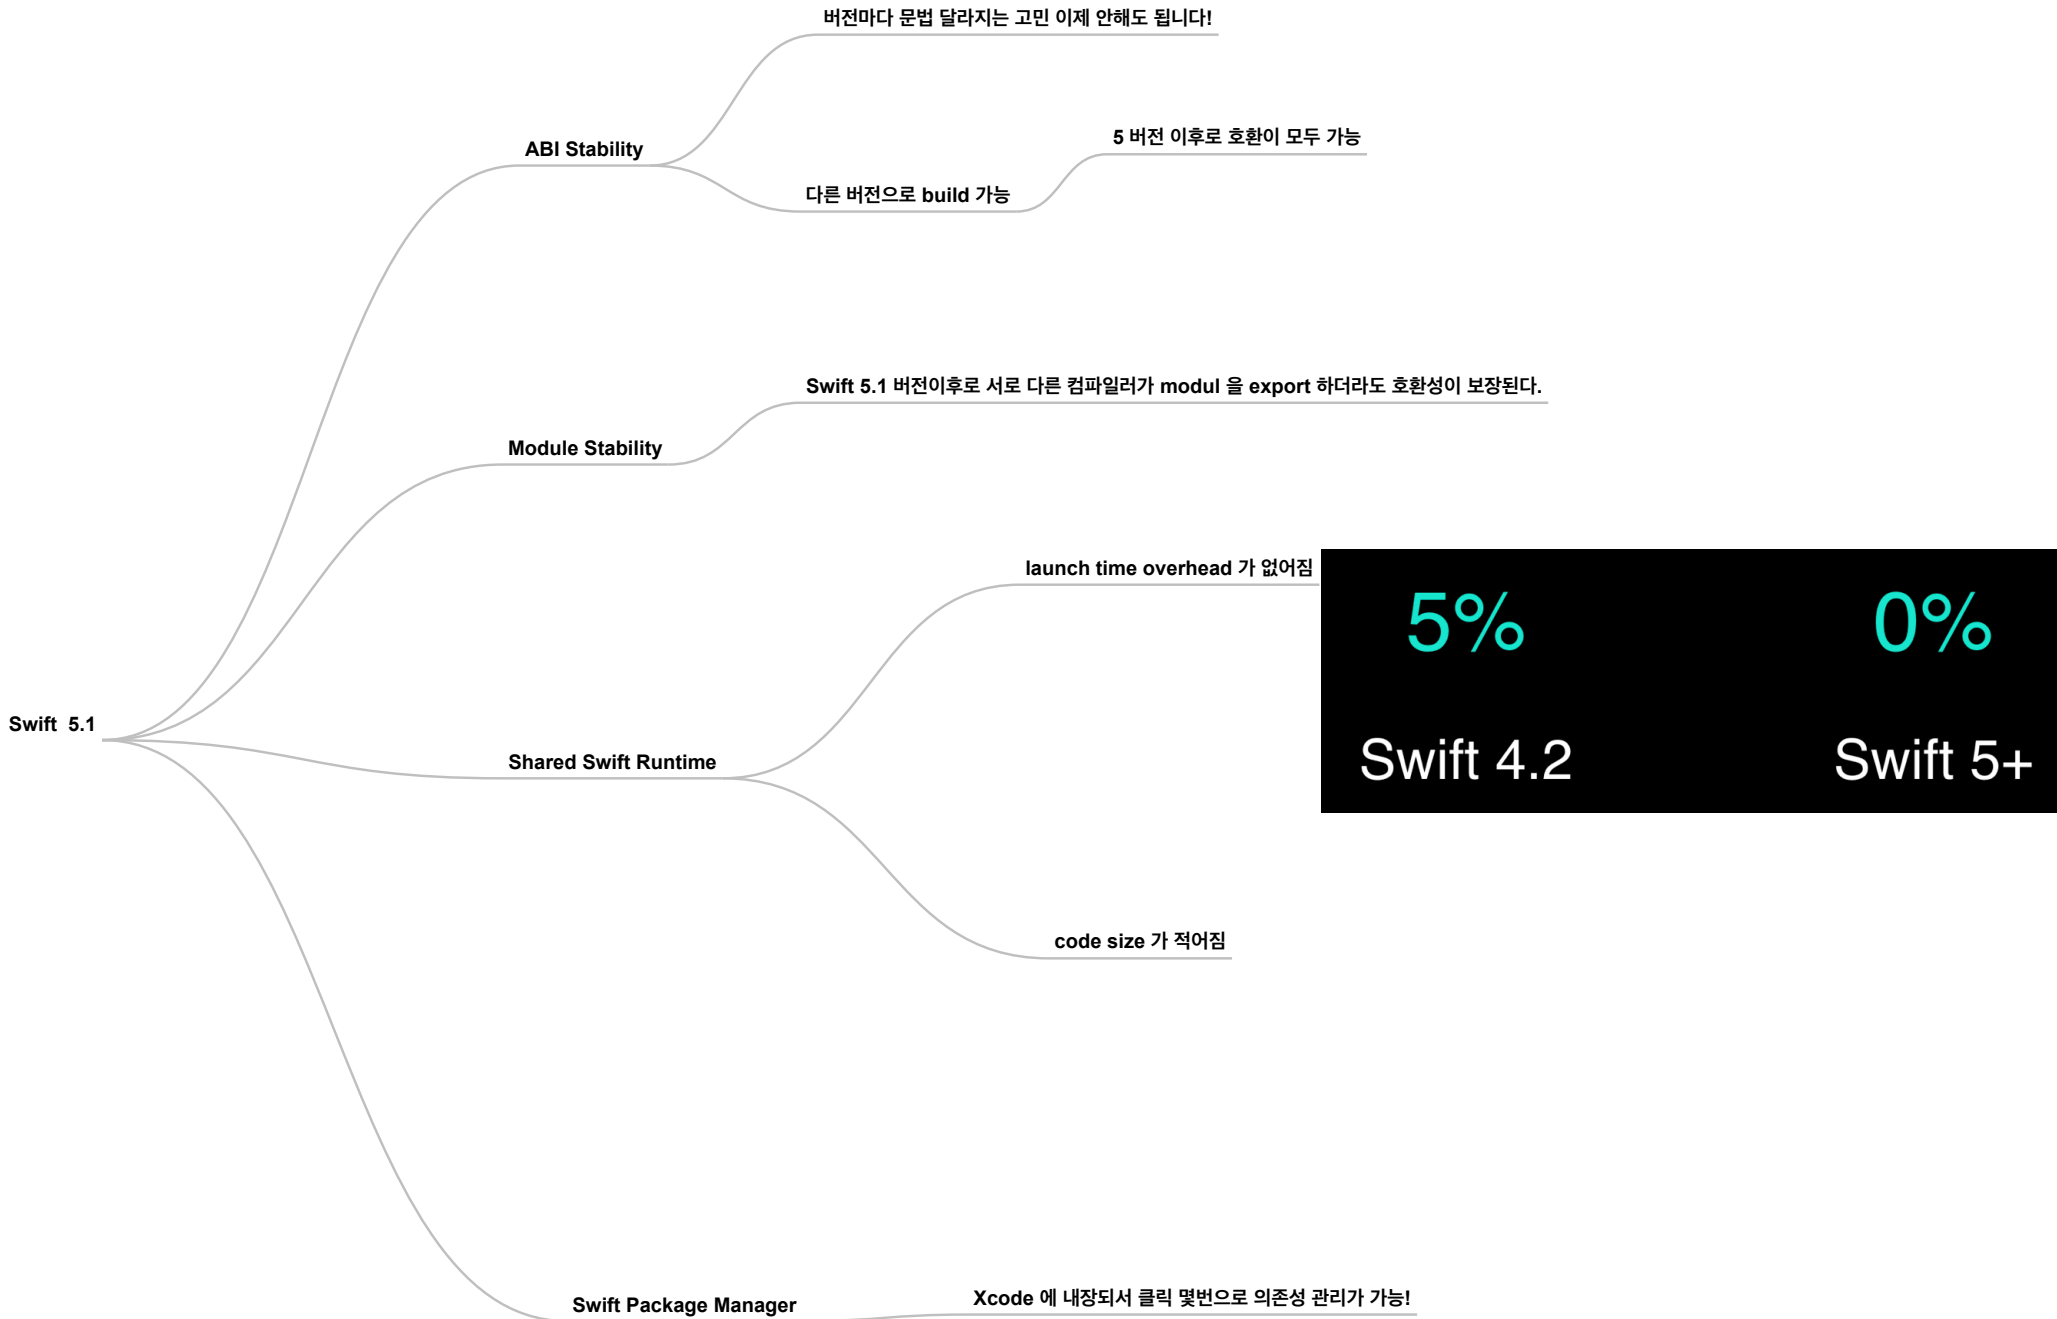 버전마다 문법 달라지는 고민 이제 안해도 됩니다!
ABI Stability
5 버전 이후로 호환이 모두 가능
다른 버전으로 build 가능
Swift 5.1 버전이후로 서로 다른 컴파일러가 modul 을 export 하더라도 호환성이 보장된다.
Module Stability
launch time overhead 가 없어짐
5%
0%
Swift 4.2
Swift 5+
Swift 5.1
Shared Swift Runtime
code size 가 적어짐
Swift Package Manager
Xcode 에 내장되서 클릭 몇번으로 의존성 관리가 가능!